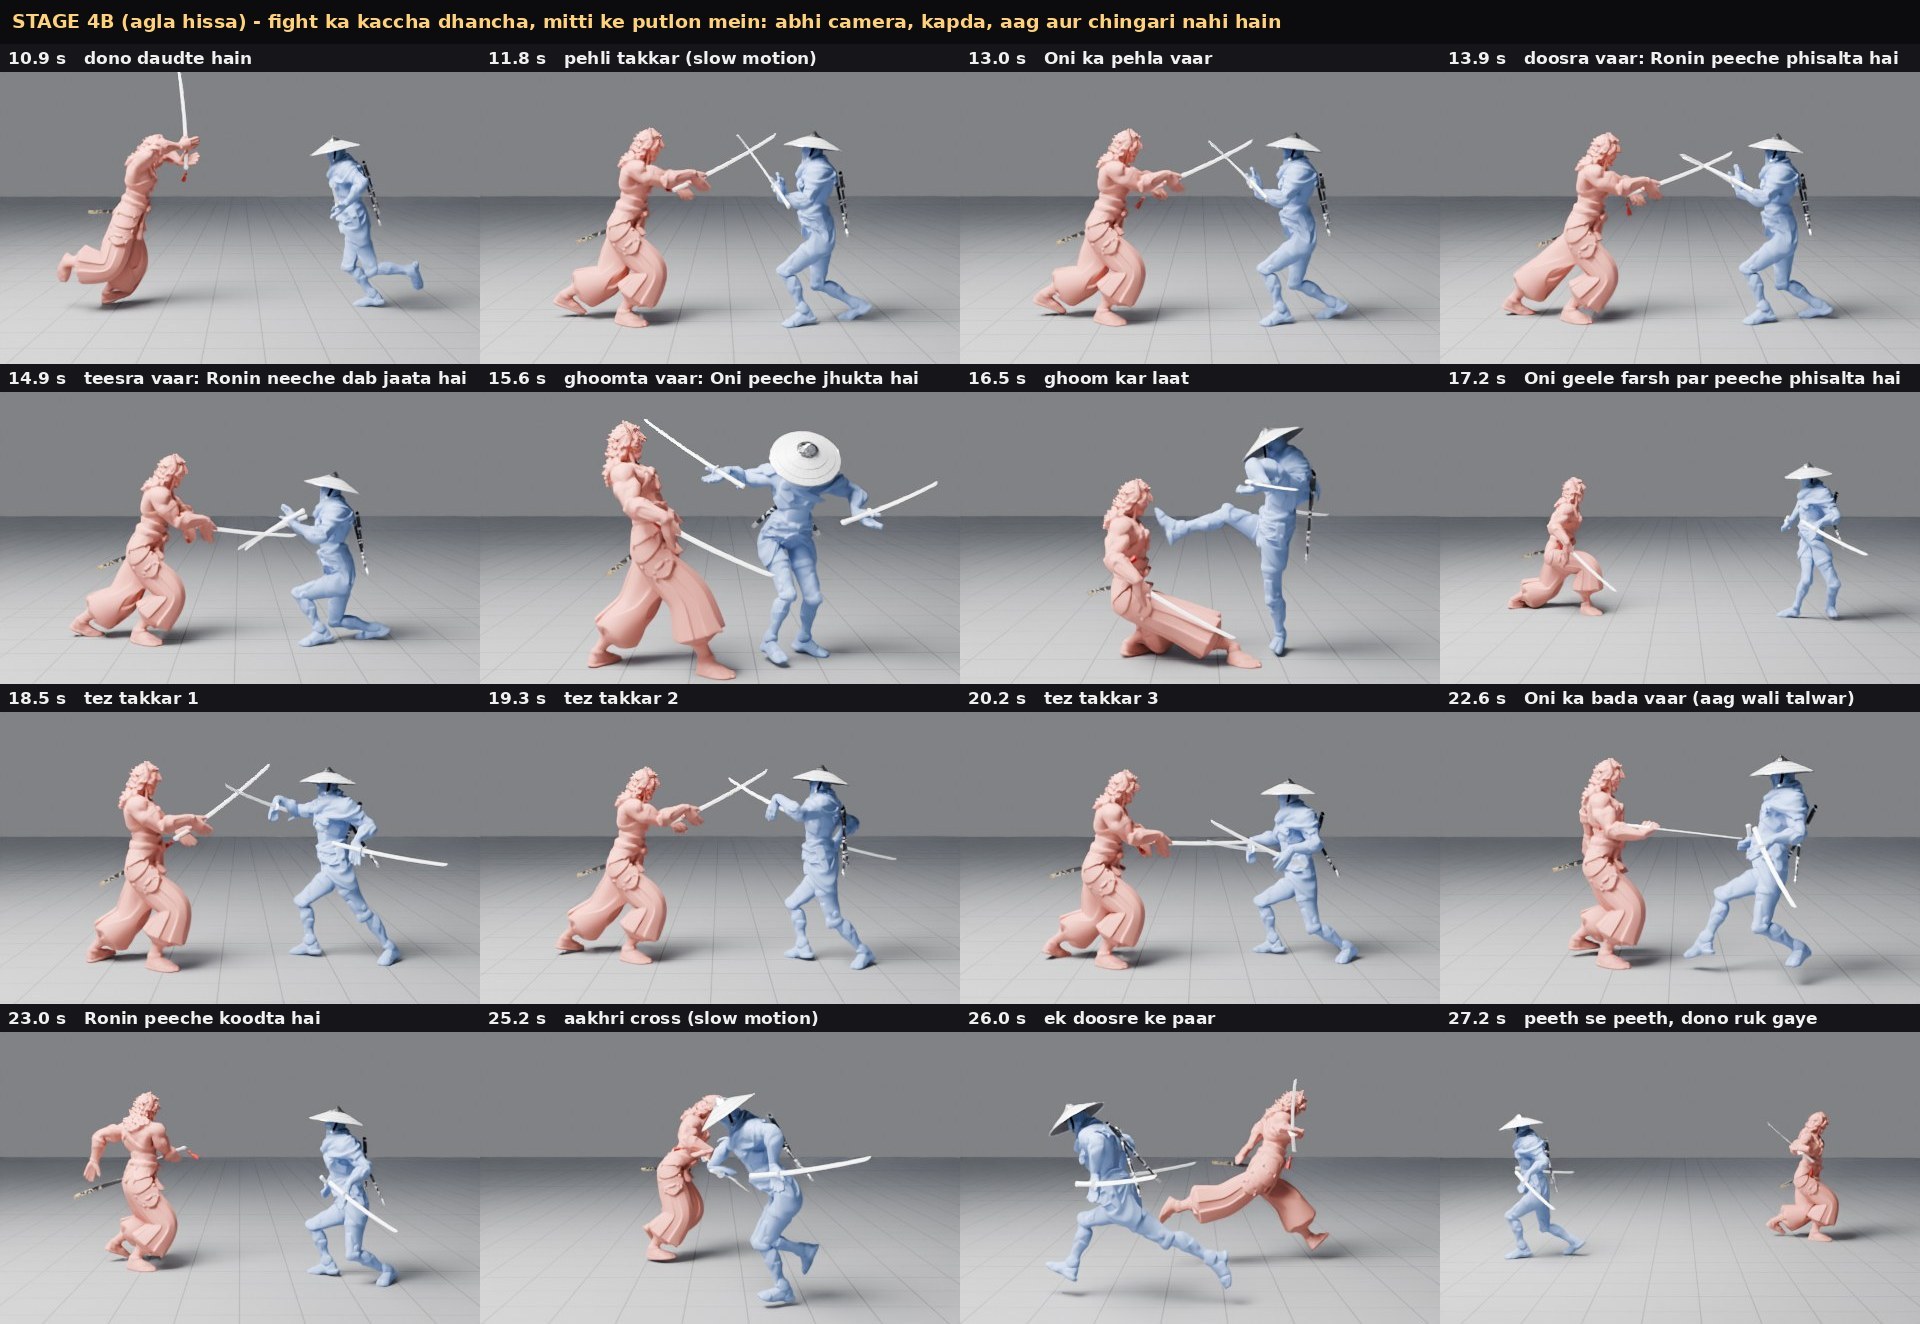 STAGE 4B (agla hissa) - fight ka kaccha dhancha, mitti ke putlon mein: abhi camera, kapda, aag aur chingari nahi hain
10.9 s dono daudte hain
11.8 s pehli takkar (slow motion)
13.0 s Oni ka pehla vaar
13.9 s doosra vaar: Ronin peeche phisalta hai
14.9 s teesra vaar: Ronin neeche dab jaata hai
15.6 s ghoomta vaar: Oni peeche jhukta hai
16.5 s ghoom kar laat
17.2 s Oni geele farsh par peeche phisalta hai
18.5 s tez takkar 1
19.3 s tez takkar 2
20.2 s tez takkar 3
22.6 s Oni ka bada vaar (aag wali talwar)
23.0 s Ronin peeche koodta hai
25.2 s aakhri cross (slow motion)
26.0 s ek doosre ke paar
27.2 s peeth se peeth, dono ruk gaye